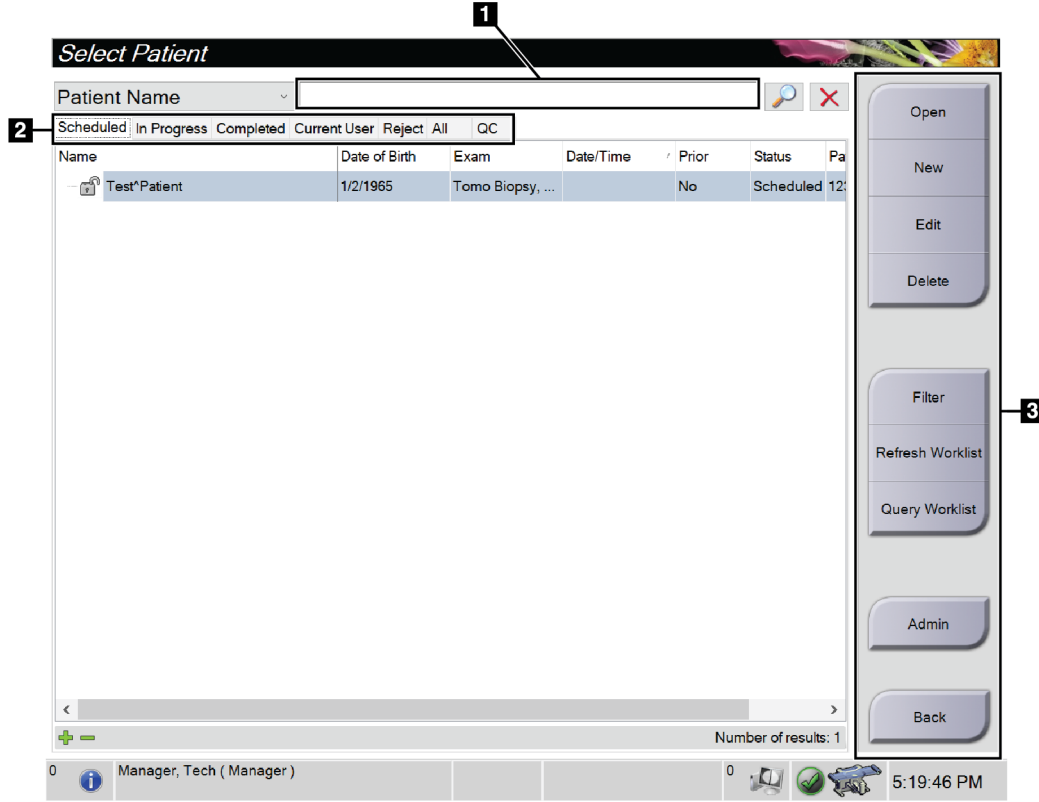 1
Select Patient
Patient Name
2
Scheduled In Progress Completed Current User Reject All QC
Name Date of Birth Exam Date/Time Prior Status Pa
Test^Patient 1/2/1965 Tomo Biopsy, ... No Scheduled 123
Open
New
Edit
Delete
Filter
3
Refresh Worklist
Query Worklist
Admin
Back
Number of results: 1
0 Manager, Tech ( Manager ) 0 5:19:46 PM